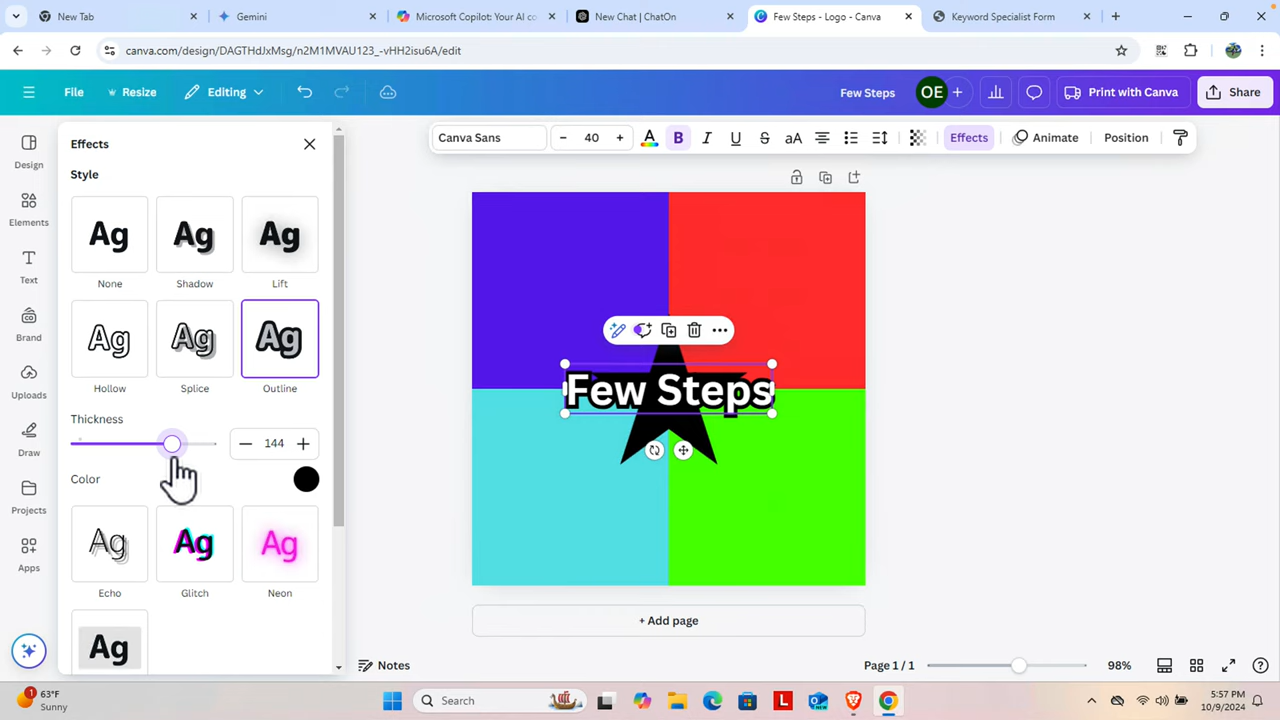 New Tab
Gemini
Microsoft Copilot: Your AI co
New Chat | ChatOn
Few Steps - Logo - Canva
Keyword Specialist Form
canva.com/design/DAGTHdJxMsg/n2M1MVAU123_-vHH2isu6A/edit
File
Resize
Editing
Few Steps
OE
Print with Canva
Share
Canva Sans
40
A
B
I
U
S
aA
Effects
Animate
Position
Design
Elements
Text
Brand
Uploads
Draw
Projects
Apps
Effects
Style
Ag
Ag
Ag
None
Shadow
Lift
Ag
Ag
Ag
Hollow
Splice
Outline
Thickness
144
Color
Ag
Ag
Ag
Echo
Glitch
Neon
Ag
Few Steps
+ Add page
Notes
Page 1 / 1
98%
1
63°F
Sunny
Search
L
NEW
5:57 PM
10/9/2024